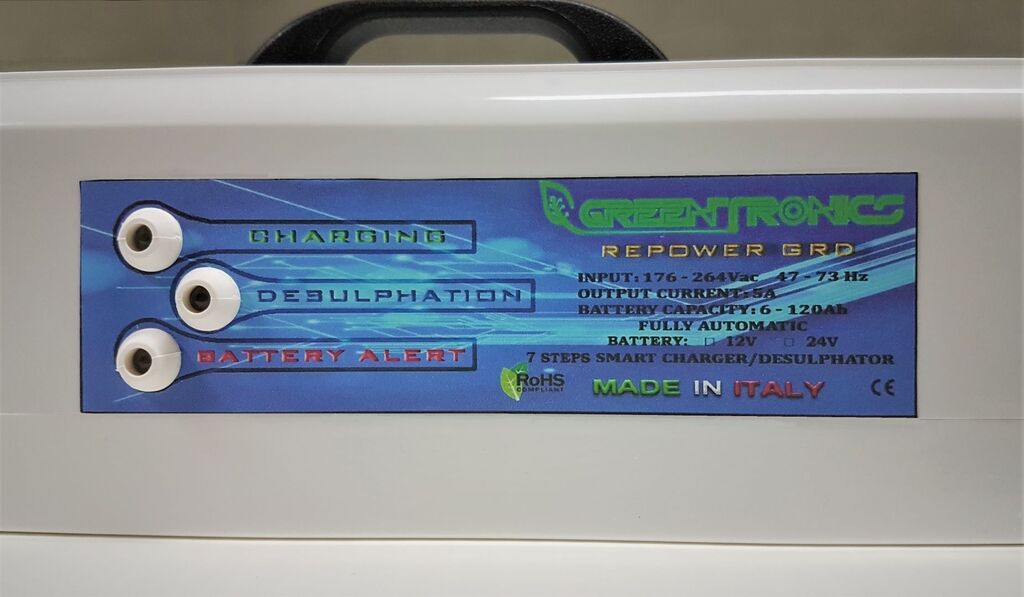 CHARGING
DESULPHATION
BATTERY ALERT
GREENTRONICS
REPOWER GRD
INPUT: 176 - 264Vac 47 - 73 Hz
OUTPUT CURRENT: 5A
BATTERY CAPACITY: 6 - 120Ah
FULLY AUTOMATIC
BATTERY: □ 12V □ 24V
7 STEPS SMART CHARGER/DESULPHATOR
RoHS
COMPLIANT
MADE IN ITALY
CE